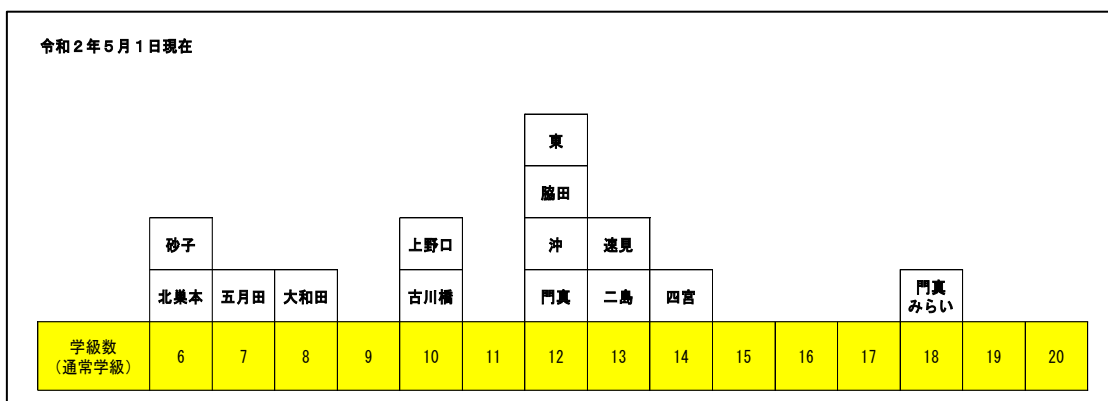 令和２年５月１日現在
東
脇田
砂子 上野口 沖 速見
北巣本 五月田 大和田 古川橋 門真 二島 四宮 門真
みらい
学級数
（通常学級） 6 7 8 9 10 11 12 13 14 15 16 17 18 19 20